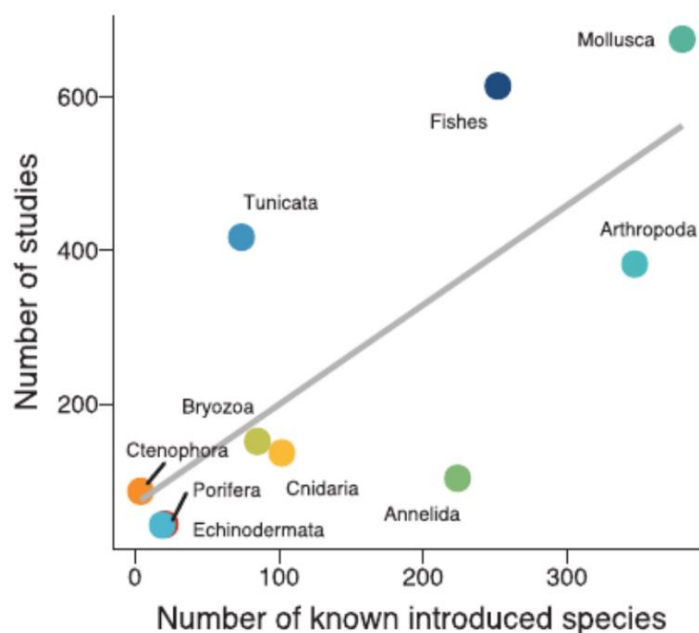 Mollusca
600
Fishes
Number of studies
Tunicata
Arthropoda
400
Bryozoa
200
Ctenophora
Porifera
Cnidaria
Annelida
Echinodermata
0 100 200 300
Number of known introduced species